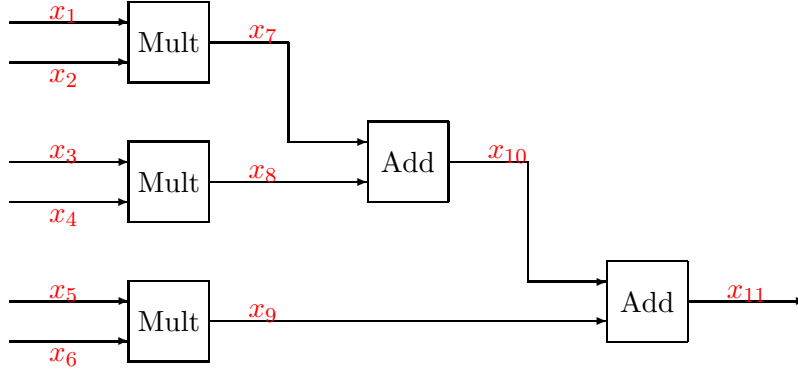 x₁
Mult
x₇
x₂
x₃
Mult
x₈
x₄
Add
x₁₀
x₅
Mult
x₉
x₆
Add
x₁₁